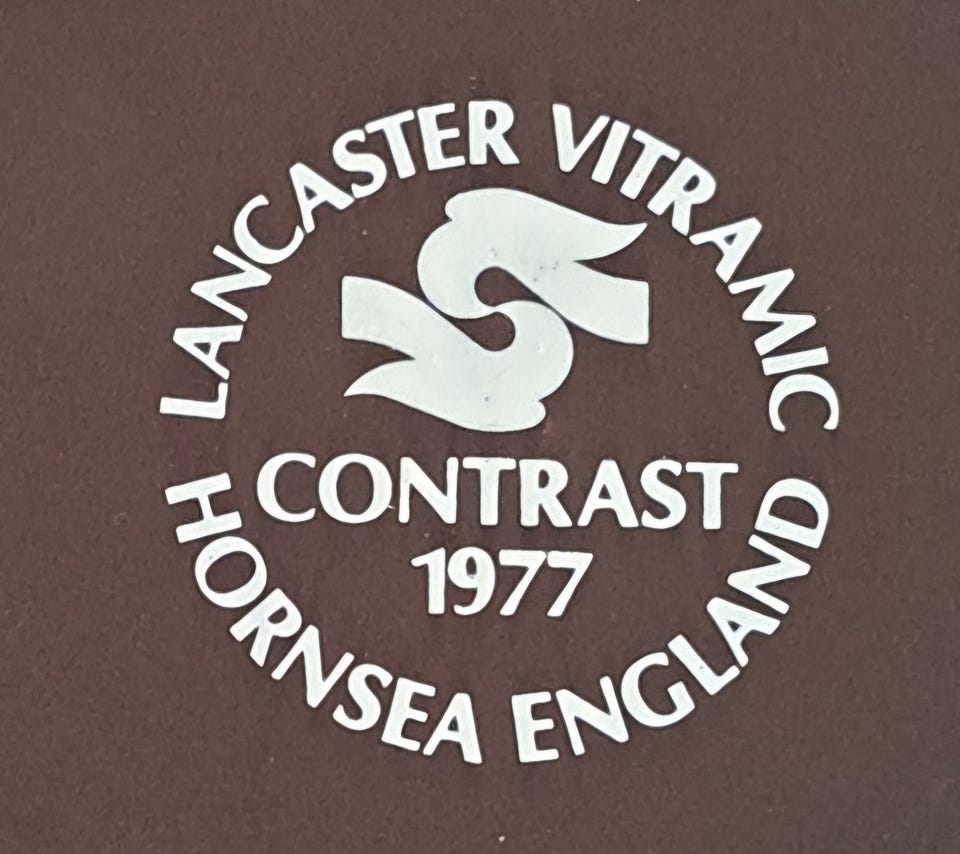 LANCASTER VITRAMIC
CONTRAST
1977
HORNSEA ENGLAND